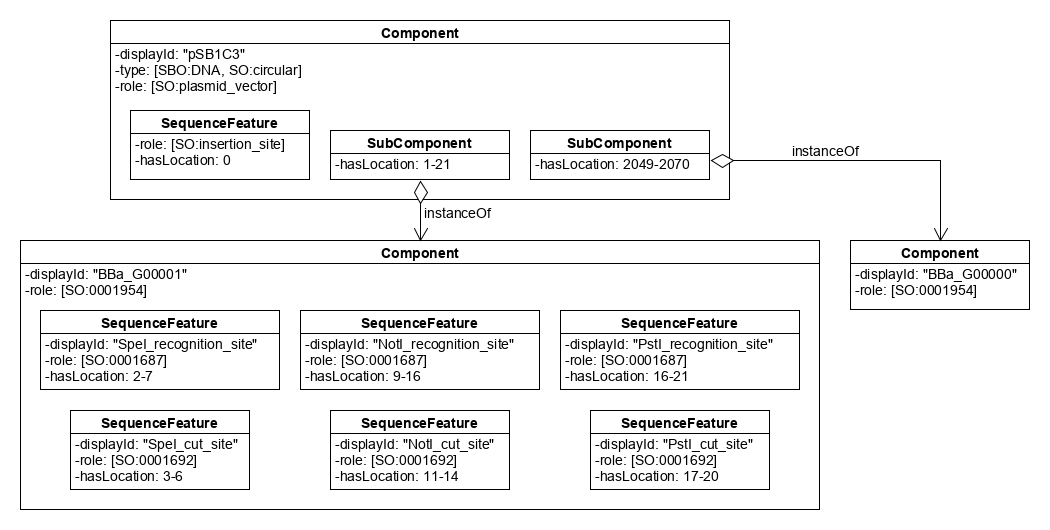 Component
-displayId: "pSB1C3"
-type: [SBO:DNA, SO:circular]
-role: [SO:plasmid_vector]
SequenceFeature
-role: [SO:insertion_site]
-hasLocation: 0
SubComponent
-hasLocation: 1-21
SubComponent
-hasLocation: 2049-2070
instanceOf
instanceOf
Component
-displayId: "BBa_G00001"
-role: [SO:0001954]
SequenceFeature
-displayId: "SpeI_recognition_site"
-role: [SO:0001687]
-hasLocation: 2-7
SequenceFeature
-displayId: "NotI_recognition_site"
-role: [SO:0001687]
-hasLocation: 9-16
SequenceFeature
-displayId: "PstI_recognition_site"
-role: [SO:0001687]
-hasLocation: 16-21
SequenceFeature
-displayId: "SpeI_cut_site"
-role: [SO:0001692]
-hasLocation: 3-6
SequenceFeature
-displayId: "NotI_cut_site"
-role: [SO:0001692]
-hasLocation: 11-14
SequenceFeature
-displayId: "PstI_cut_site"
-role: [SO:0001692]
-hasLocation: 17-20
Component
-displayId: "BBa_G00000"
-role: [SO:0001954]